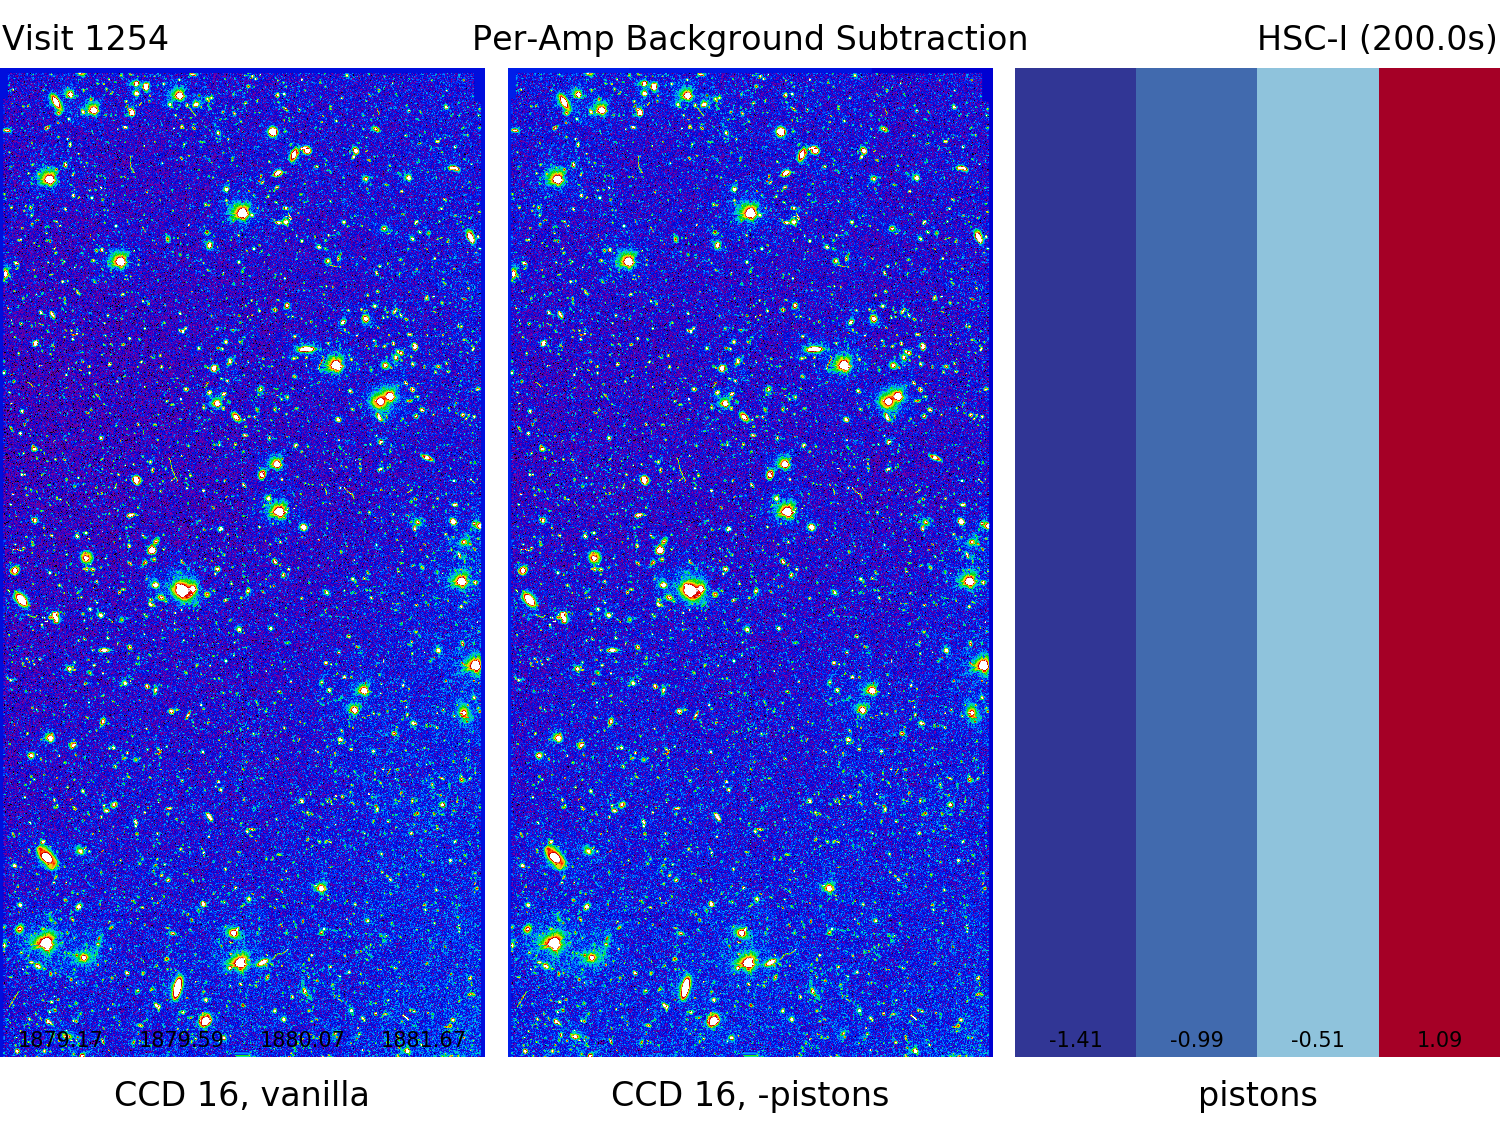 Visit 1254 Per-Amp Background Subtraction HSC-I (200.0s)
1879.17 1879.59 1880.07 1881.67 -1.41 -0.99 -0.51 1.09
CCD 16, vanilla CCD 16, -pistons pistons